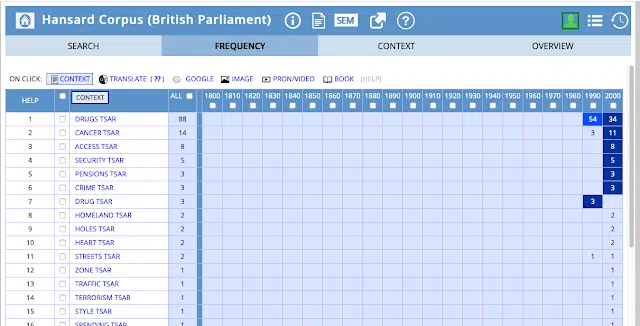 Hansard Corpus (British Parliament) SEM
SEARCH FREQUENCY CONTEXT OVERVIEW
ON CLICK: CONTEXT TRANSLATE (??) GOOGLE IMAGE PRON/VIDEO BOOK (HELP)
HELP CONTEXT ALL 1800 1810 1820 1830 1840 1850 1860 1870 1880 1890 1900 1910 1920 1930 1940 1950 1960 1970 1980 1990 2000
1 DRUGS TSAR 88 54 34
2 CANCER TSAR 14 3 11
3 ACCESS TSAR 8 8
4 SECURITY TSAR 5 5
5 PENSIONS TSAR 3 3
6 CRIME TSAR 3 3
7 DRUG TSAR 3 3
8 HOMELAND TSAR 2 2
9 HOLES TSAR 2 2
10 HEART TSAR 2 2
11 STREETS TSAR 2 1 1
12 ZONE TSAR 1 1
13 TRAFFIC TSAR 1 1
14 TERRORISM TSAR 1 1
15 STYLE TSAR 1 1
16 SPENDING TSAR 1 1